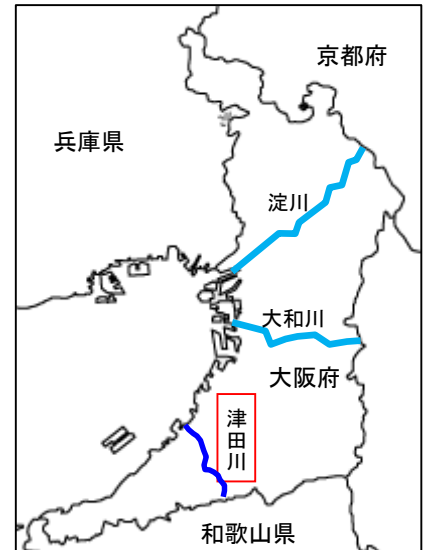 京都府
兵庫県
淀川
大和川
大阪府
津田川
和歌山県